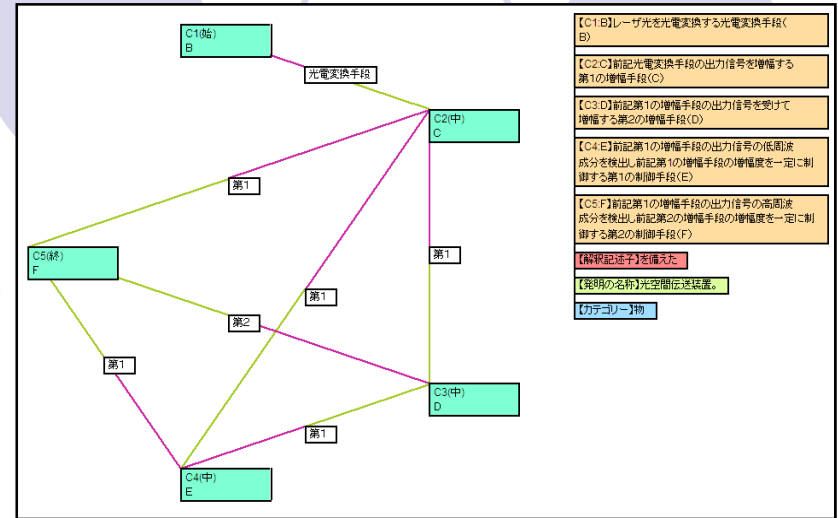 C1(始)
B
光電変換手段
C2(中)
C
第1
C5(終)
F
第1
第1
第2
第1
C3(中)
D
第1
C4(中)
E
【C1:B】レーザ光を光電変換する光電変換手段(
B)
【C2:C】前記光電変換手段の出力信号を増幅する
第1の増幅手段(C)
【C3:D】前記第1の増幅手段の出力信号を受けて
増幅する第2の増幅手段(D)
【C4:E】前記第1の増幅手段の出力信号の低周波
成分を検出し前記第1の増幅手段の増幅度を一定に制
御する第1の制御手段(E)
【C5:F】前記第1の増幅手段の出力信号の高周波
成分を検出し前記第2の増幅手段の増幅度を一定に制
御する第2の制御手段(F)
【解釈記述子】を備えた
【発明の名称】光空間伝送装置。
【カテゴリー】物